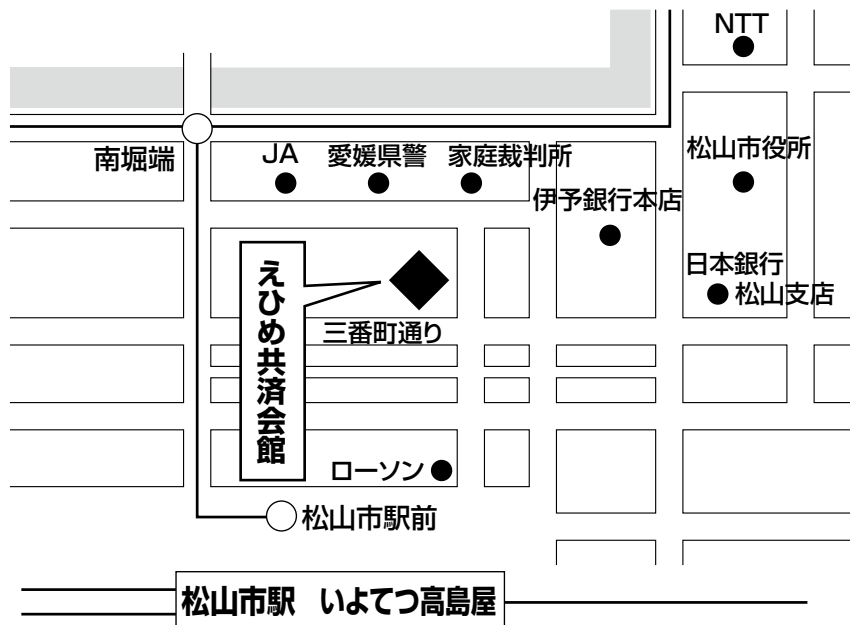 NTT
南堀端
JA
愛媛県警
家庭裁判所
松山市役所
伊予銀行本店
日本銀行
松山支店
えひめ共済会館
三番町通り
ローソン
松山市駅前
松山市駅 いよてつ高島屋